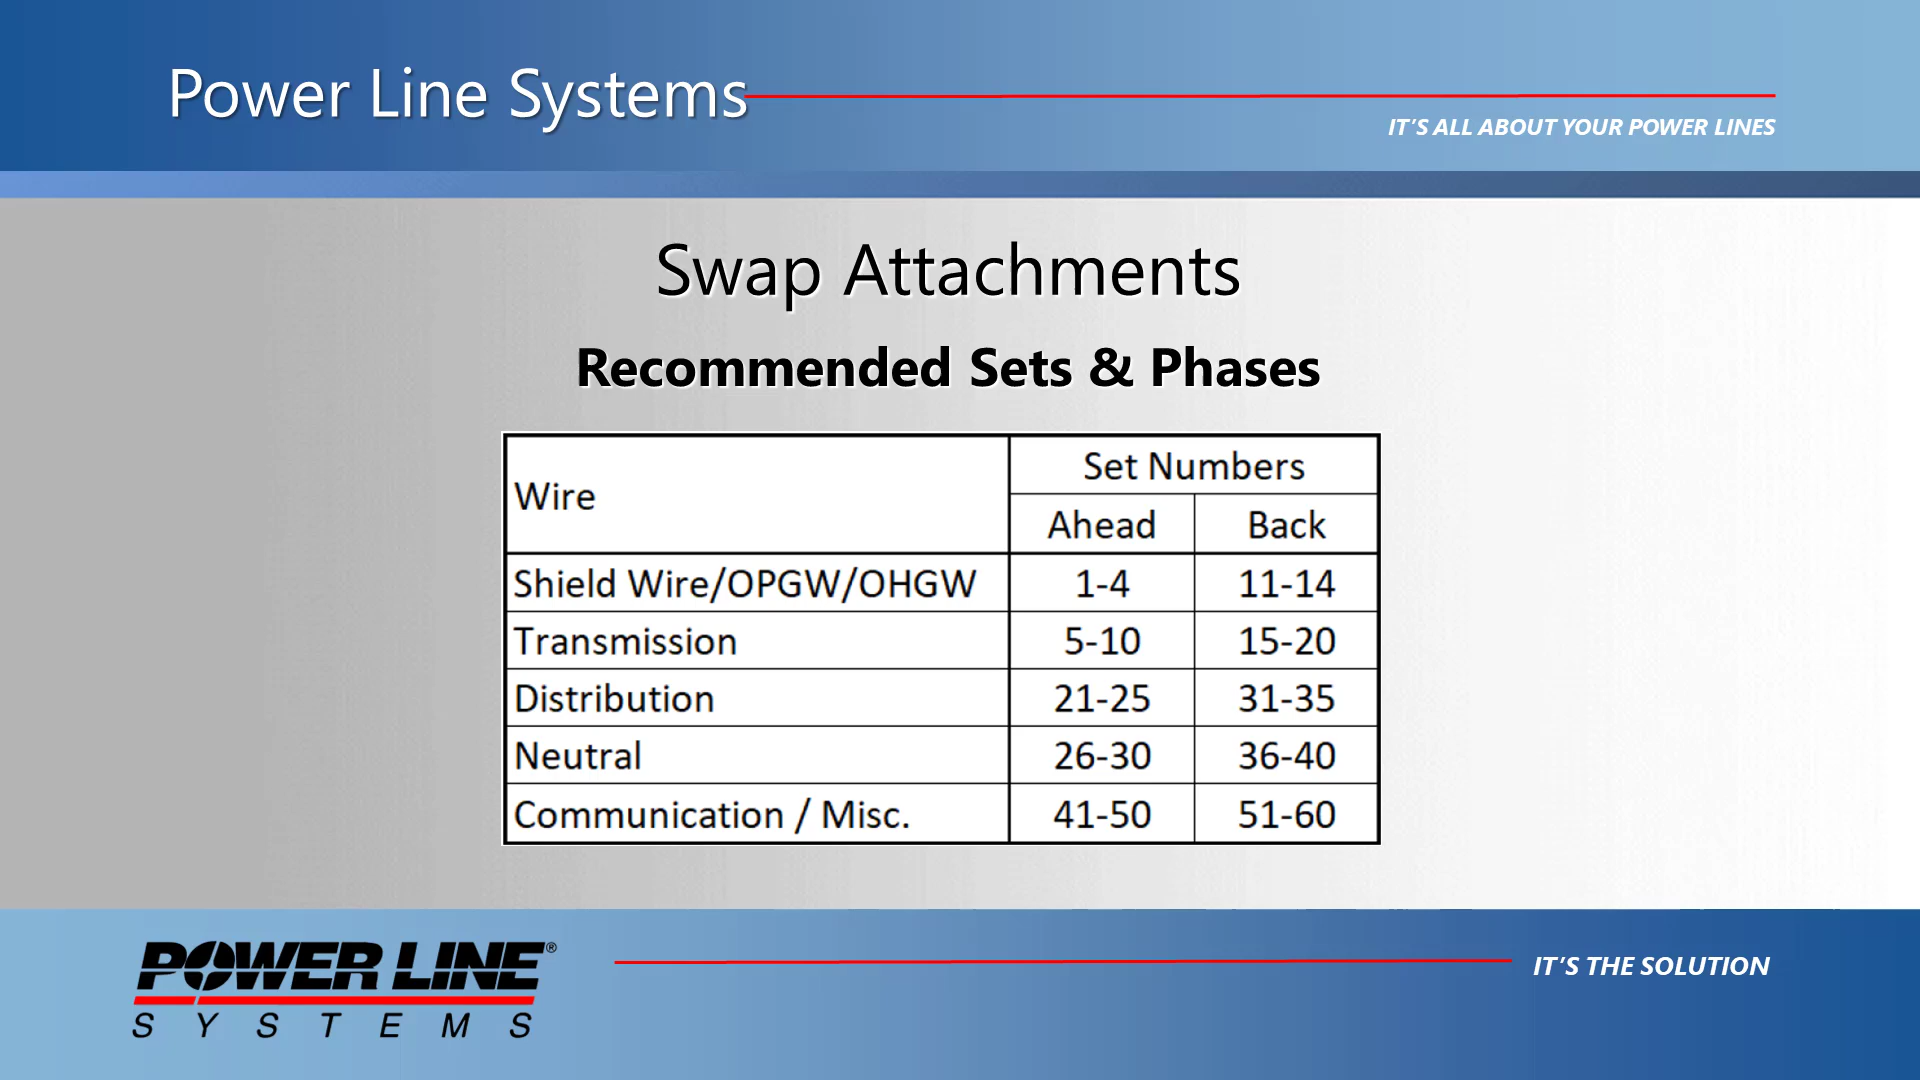 Power Line Systems
IT'S ALL ABOUT YOUR POWER LINES
Swap Attachments
Recommended Sets & Phases
Wire
Set Numbers
Ahead Back
Shield Wire/OPGW/OHGW 1-4 11-14
Transmission 5-10 15-20
Distribution 21-25 31-35
Neutral 26-30 36-40
Communication / Misc. 41-50 51-60
POWER LINE®
SYSTEMS
IT'S THE SOLUTION